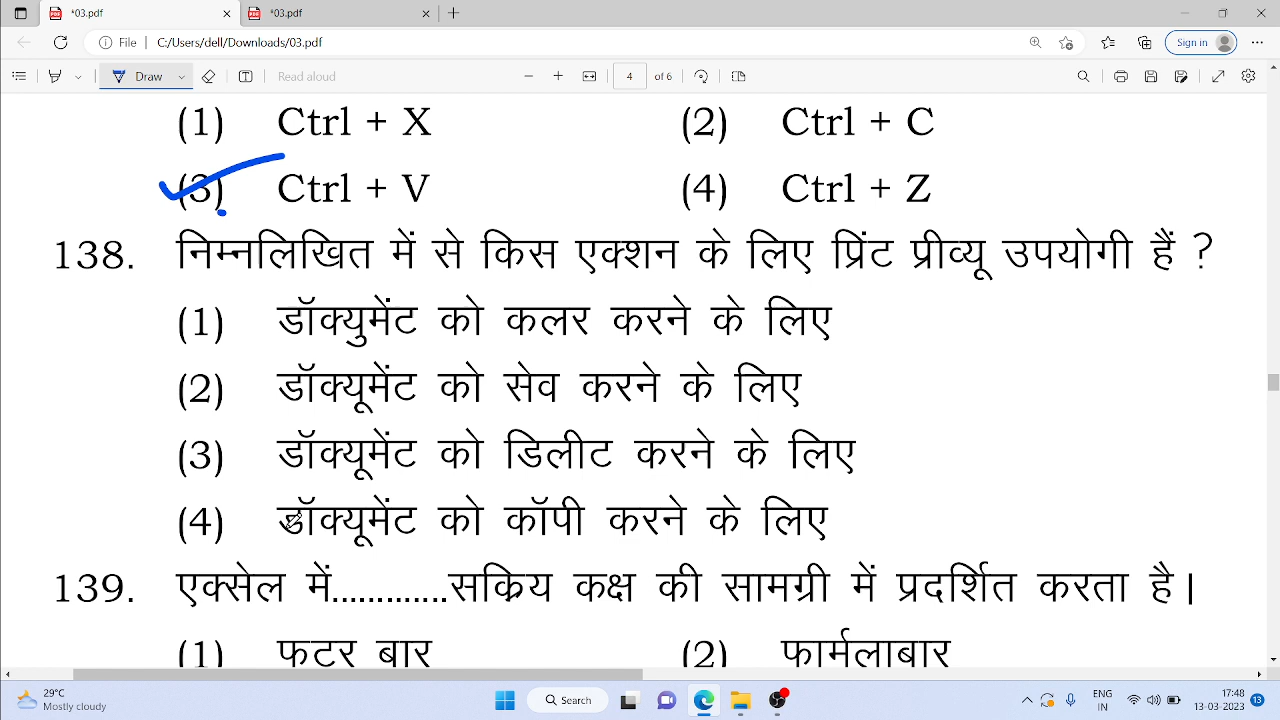 *03.pdf
*03.pdf
File C:/Users/dell/Downloads/03.pdf
Sign in
Draw
Read aloud
4 of 6
(1) Ctrl + X (2) Ctrl + C
(3) Ctrl + V (4) Ctrl + Z
138. निम्नलिखित में से किस एक्शन के लिए प्रिंट प्रीव्यू उपयोगी हैं ?
(1) डॉक्युमेंट को कलर करने के लिए
(2) डॉक्यूमेंट को सेव करने के लिए
(3) डॉक्यूमेंट को डिलीट करने के लिए
(4) डॉक्यूमेंट को कॉपी करने के लिए
139. एक्सेल में.............सक्रिय कक्ष की सामग्री में प्रदर्शित करता है।
(1) फुटर बार (2) फार्मूलाबार
29°C
Mostly cloudy
Search
ENG
IN
17:48
13-03-2023
13